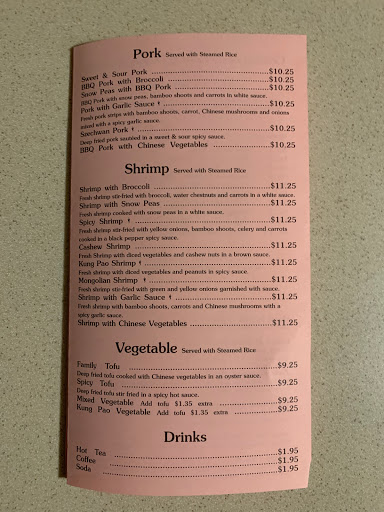 Pork Served with Steamed Rice
Sweet & Sour Pork ................$10.25
BBQ Pork with Broccoli ................$10.25
Snow Peas with BBQ Pork ................$10.25
BBQ Pork with snow peas, bamboo shoots and carrots in white sauce.
Pork with Garlic Sauce ................$10.25
Fresh pork strips with bamboo shoots, carrot, Chinese mushrooms and onions
mixed with a spicy garlic sauce.
Szechwan Pork ................$10.25
Deep fried pork sauteed in a sweet & sour spicy sauce.
BBQ Pork with Chinese Vegetables ................$10.25
Shrimp Served with Steamed Rice
Shrimp with Broccoli ................$11.25
Fresh shrimp stir-fried with broccoli, water chestnuts and carrots in a white sauce.
Shrimp with Snow Peas ................$11.25
Fresh shrimp cooked with snow peas in a white sauce.
Spicy Shrimp ................$11.25
Fresh shrimp stir-fried with yellow onions, bamboo shoots, celery and carrots
cooked in a black pepper spicy sauce.
Cashew Shrimp ................$11.25
Fresh Shrimp with diced vegetables and cashew nuts in a brown sauce.
Kung Pao Shrimp ................$11.25
Fresh shrimp with diced vegetables and peanuts in spicy sauce.
Mongolian Shrimp ................$11.25
Fresh shrimp stir-fried with green and yellow onions garnished with sauce.
Shrimp with Garlic Sauce ................$11.25
Fresh shrimp with bamboo shoots, carrots and Chinese mushrooms with a
spicy garlic sauce.
Shrimp with Chinese Vegetables ................$11.25
Vegetable Served with Steamed Rice
Family Tofu ................$9.25
Deep fried tofu cooked with Chinese vegetables in an oyster sauce.
Spicy Tofu ................$9.25
Deep fried tofu stir fried in a spicy hot sauce.
Mixed Vegetable Add tofu $1.35 extra ................$9.25
Kung Pao Vegetable Add tofu $1.35 extra ................$9.25
Drinks
Hot Tea ................$1.95
Coffee ................$1.95
Soda ................$1.95